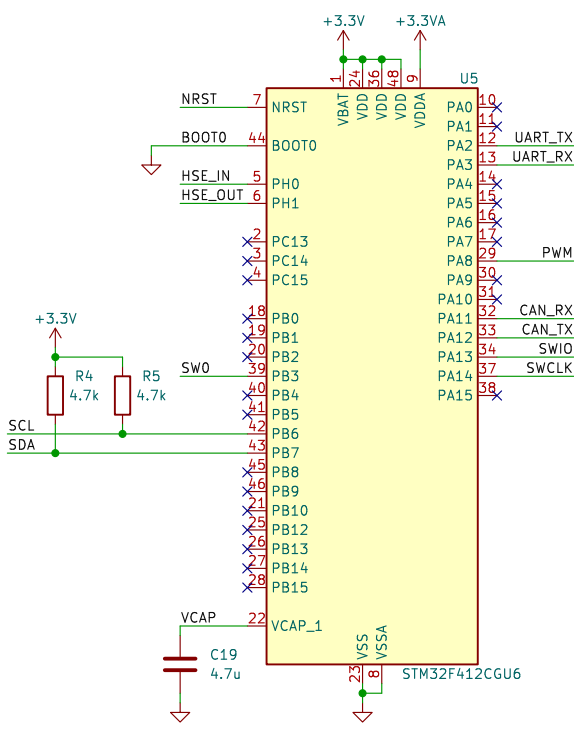 +3.3V +3.3VA
U5
1 VBAT
24 VDD
36 VDD
48 VDD
9 VDDA
NRST 7 NRST
BOOT0 44 BOOT0
HSE_IN 5 PH0
HSE_OUT 6 PH1
2 PC13
3 PC14
4 PC15
18 PB0
19 PB1
20 PB2
SW0 39 PB3
40 PB4
41 PB5
SCL 42 PB6
SDA 43 PB7
45 PB8
46 PB9
21 PB10
25 PB12
26 PB13
27 PB14
28 PB15
VCAP 22 VCAP_1
PA0 10
PA1 11
PA2 12 UART_TX
PA3 13 UART_RX
PA4 14
PA5 15
PA6 16
PA7 17
PA8 29 PWM
PA9 30
PA10 31
PA11 32 CAN_RX
PA12 33 CAN_TX
PA13 34 SWIO
PA14 37 SWCLK
PA15 38
+3.3V
R4
4.7k
R5
4.7k
C19
4.7u
VSS 23
VSSA 8
STM32F412CGU6